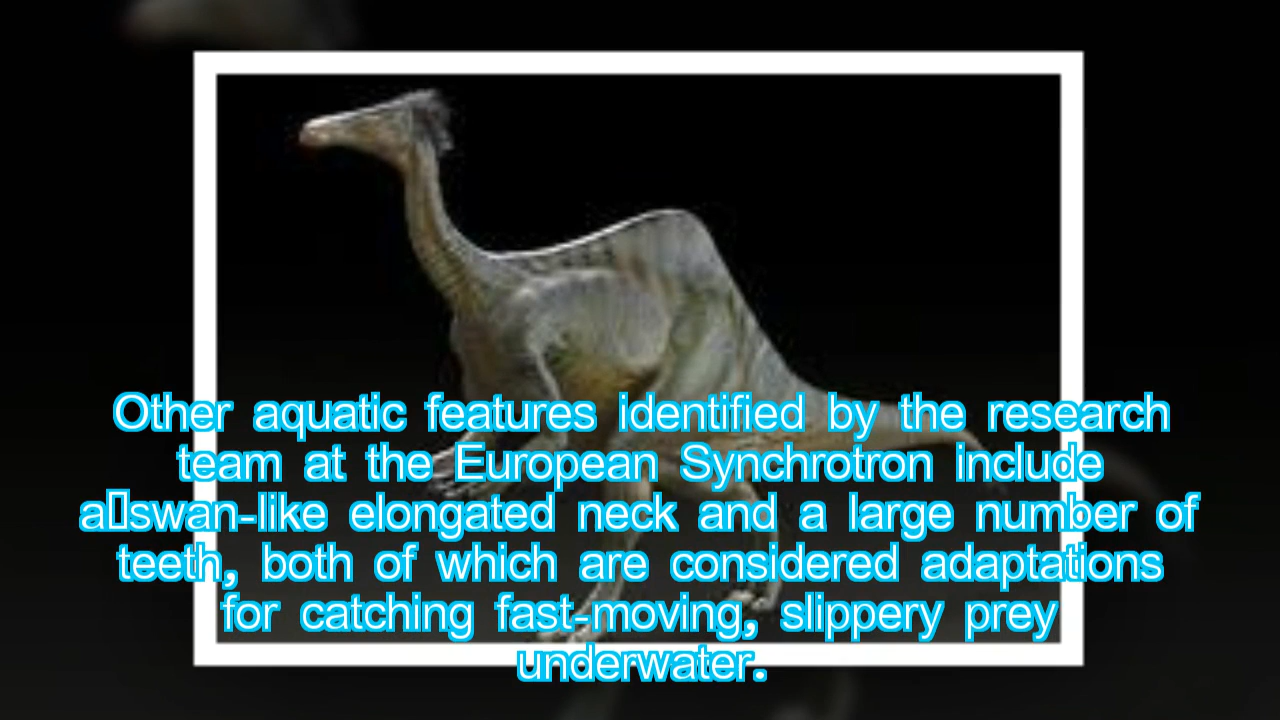 Other aquatic features identified by the research
team at the European Synchrotron include
a▯swan-like elongated neck and a large number of
teeth, both of which are considered adaptations
for catching fast-moving, slippery prey
underwater.